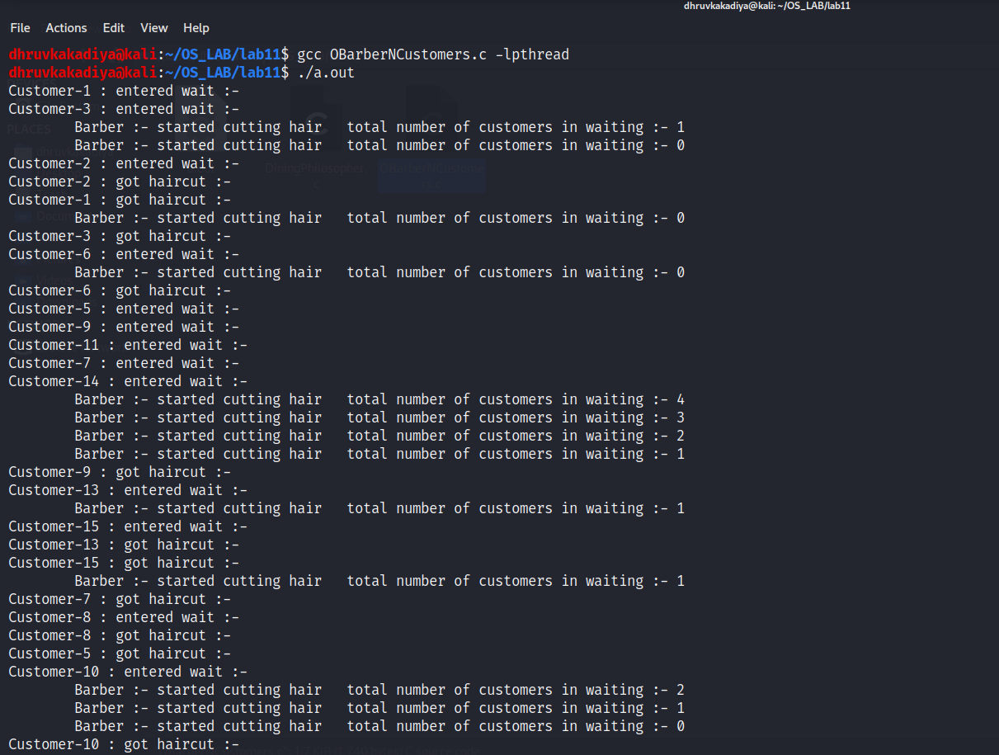 dhruvkakadiya@kali: ~/OS_LAB/lab11
File Actions Edit View Help
dhruvkakadiya@kali:~/OS_LAB/lab11$ gcc OBarberNCustomers.c -lpthread
dhruvkakadiya@kali:~/OS_LAB/lab11$ ./a.out
Customer-1 : entered wait :-
Customer-3 : entered wait :-
Barber :- started cutting hair total number of customers in waiting :- 1
Barber :- started cutting hair total number of customers in waiting :- 0
Customer-2 : entered wait :-
Customer-2 : got haircut :-
Customer-1 : got haircut :-
Barber :- started cutting hair total number of customers in waiting :- 0
Customer-3 : got haircut :-
Customer-6 : entered wait :-
Barber :- started cutting hair total number of customers in waiting :- 0
Customer-6 : got haircut :-
Customer-5 : entered wait :-
Customer-9 : entered wait :-
Customer-11 : entered wait :-
Customer-7 : entered wait :-
Customer-14 : entered wait :-
Barber :- started cutting hair total number of customers in waiting :- 4
Barber :- started cutting hair total number of customers in waiting :- 3
Barber :- started cutting hair total number of customers in waiting :- 2
Barber :- started cutting hair total number of customers in waiting :- 1
Customer-9 : got haircut :-
Customer-13 : entered wait :-
Barber :- started cutting hair total number of customers in waiting :- 1
Customer-15 : entered wait :-
Customer-13 : got haircut :-
Customer-15 : got haircut :-
Barber :- started cutting hair total number of customers in waiting :- 1
Customer-7 : got haircut :-
Customer-8 : entered wait :-
Customer-8 : got haircut :-
Customer-5 : got haircut :-
Customer-10 : entered wait :-
Barber :- started cutting hair total number of customers in waiting :- 2
Barber :- started cutting hair total number of customers in waiting :- 1
Barber :- started cutting hair total number of customers in waiting :- 0
Customer-10 : got haircut :-